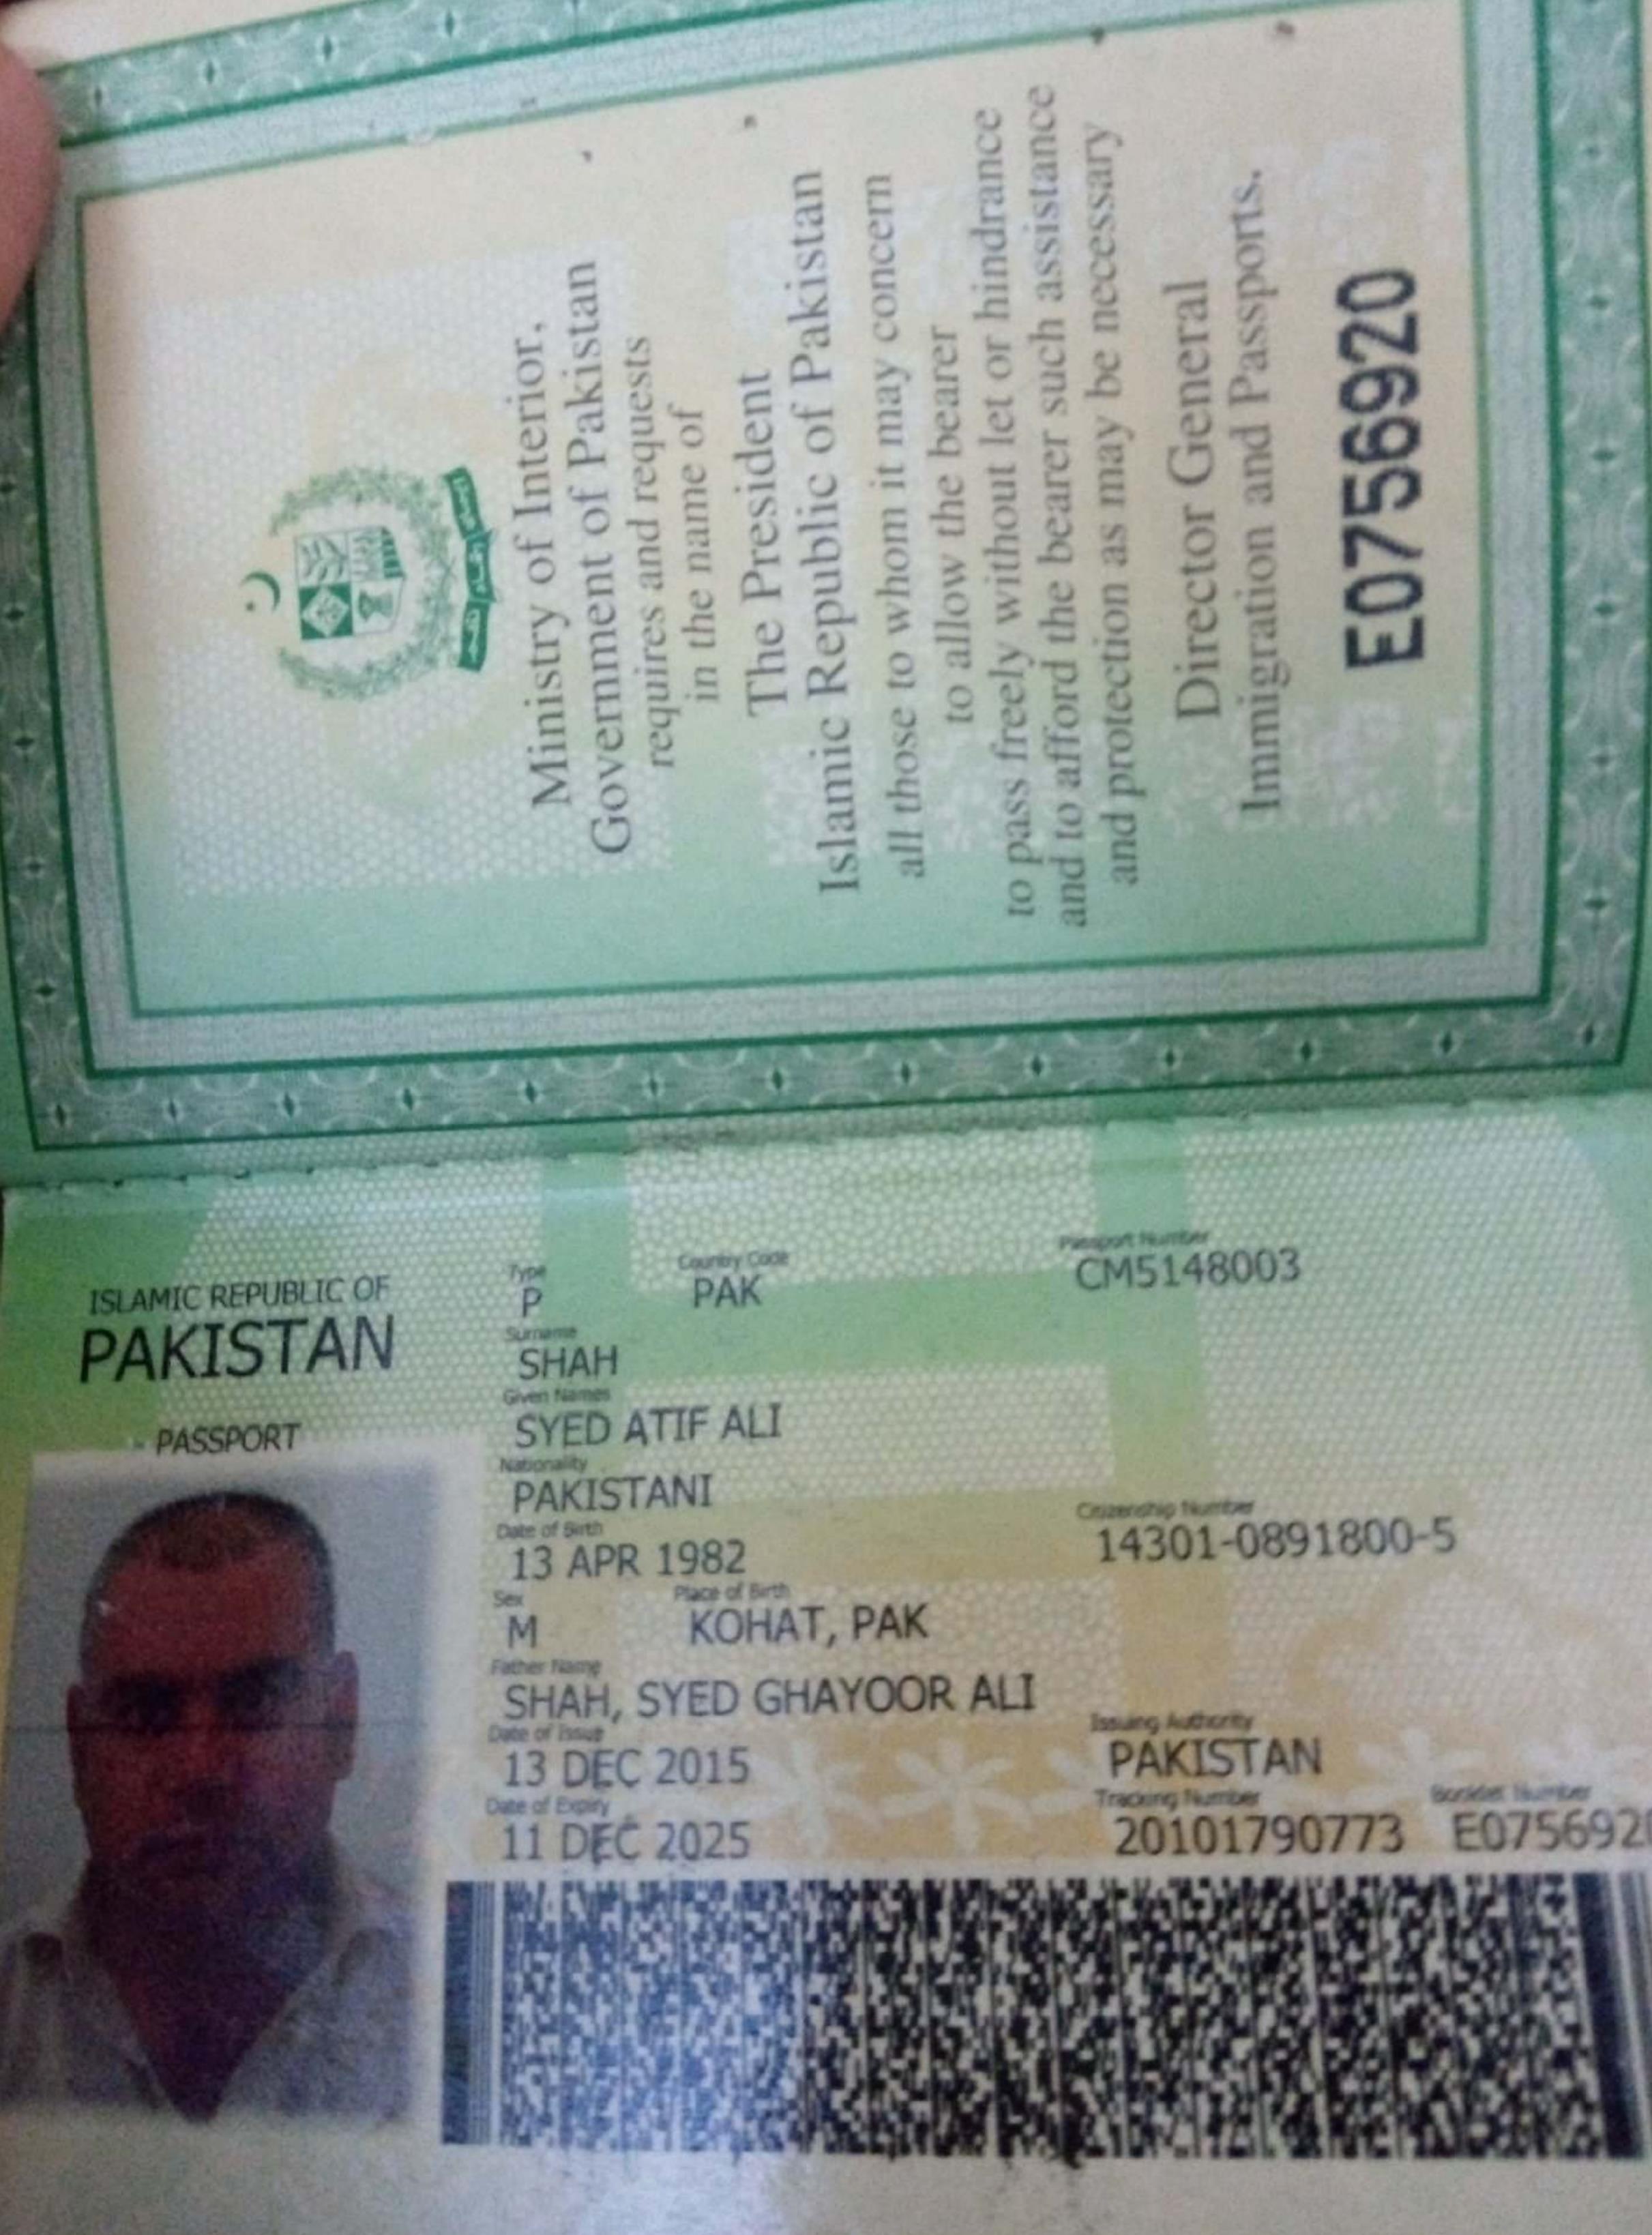 Ministry of Interior,
Government of Pakistan
requires and requests
in the name of
The President
Islamic Republic of Pakistan
all those to whom it may concern
to allow the bearer
to pass freely without let or hindrance
and to afford the bearer such assistance
and protection as may be necessary
Director General
Immigration and Passports.
E0756920
ISLAMIC REPUBLIC OF
PAKISTAN
PASSPORT
Type Country Code Passport Number
P PAK CM5148003
Surname
SHAH
Given Names
SYED ATIF ALI
Nationality
PAKISTANI
Date of Birth Citizenship Number
13 APR 1982 14301-0891800-5
Sex Place of Birth
M KOHAT, PAK
Father Name
SHAH, SYED GHAYOOR ALI
Date of Issue Issuing Authority
13 DEC 2015 PAKISTAN
Date of Expiry Tracking Number Booklet Number
11 DEC 2025 20101790773 E075692